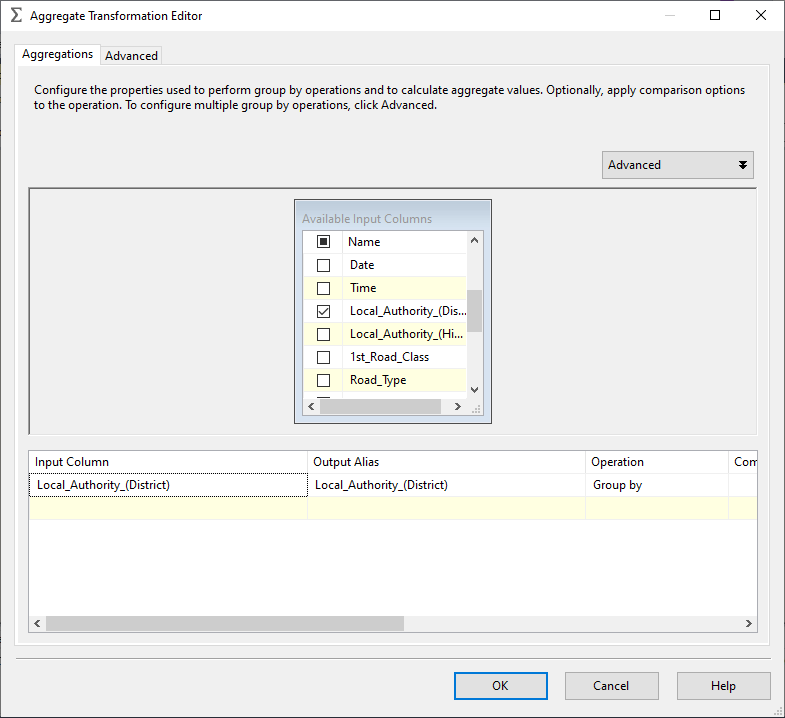 Aggregate Transformation Editor
Aggregations
Advanced
Configure the properties used to perform group by operations and to calculate aggregate values. Optionally, apply comparison options
to the operation. To configure multiple group by operations, click Advanced.
Advanced
Available Input Columns
Name
Date
Time
Local_Authority_(Dis...
Local_Authority_(Hi...
1st_Road_Class
Road_Type
Input Column Output Alias Operation Com
Local_Authority_(District) Local_Authority_(District) Group by
OK Cancel Help